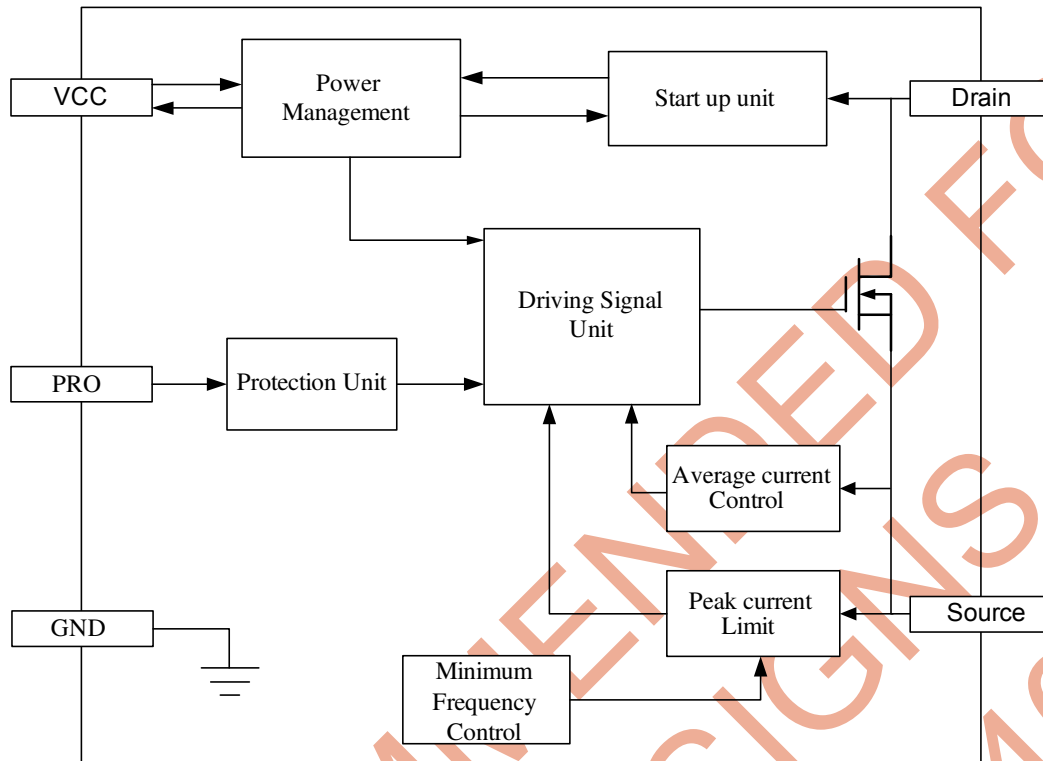 VCC
Power
Management
Start up unit
Drain
Driving Signal
Unit
PRO
Protection Unit
Average current
Control
GND
Peak current
Limit
Source
Minimum
Frequency
Control